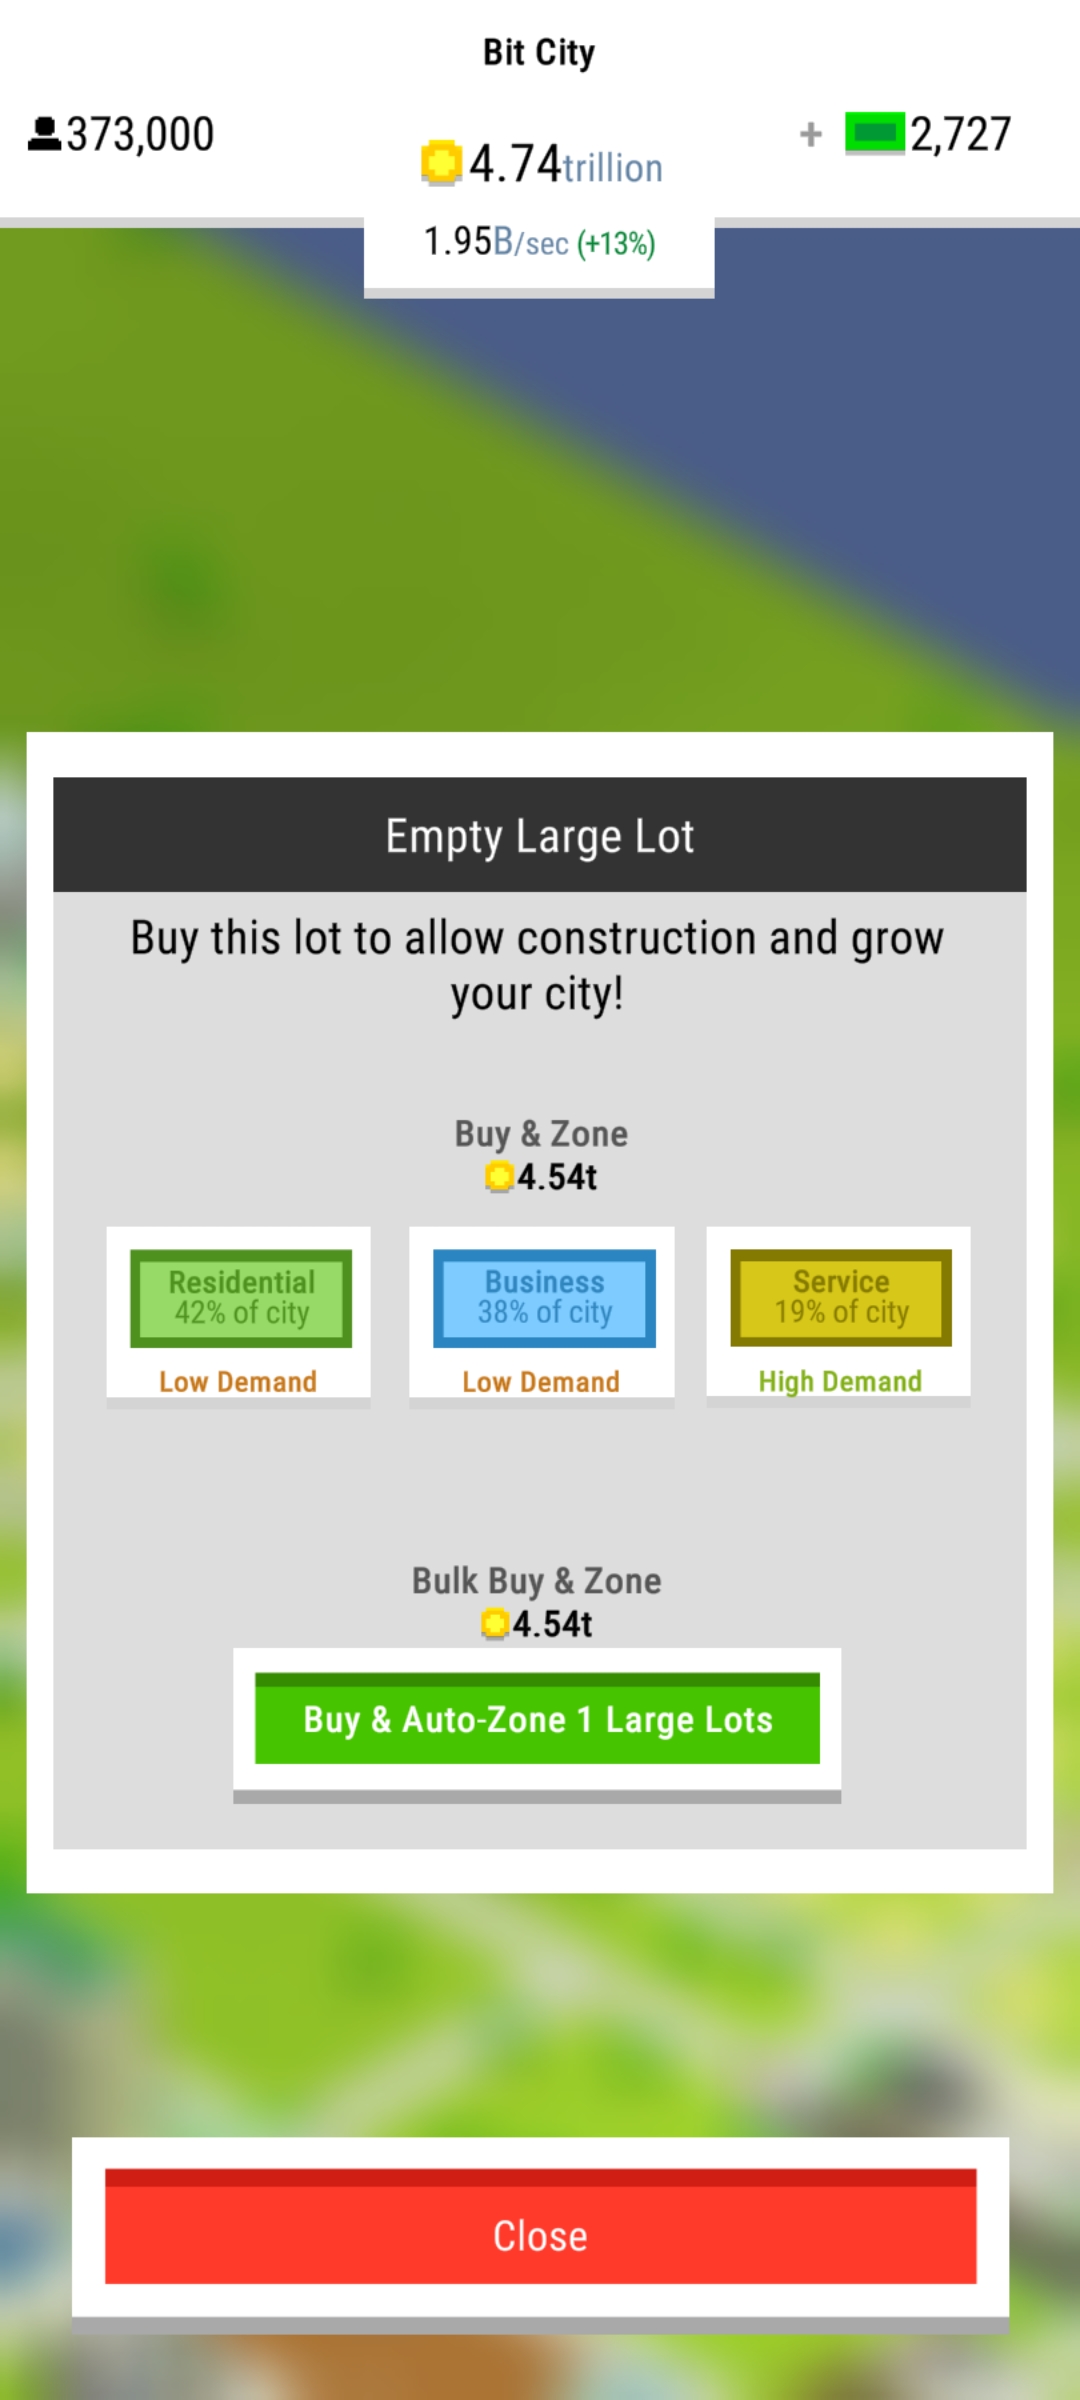 Bit City
373,000
4.74trillion
+ 2,727
1.95B/sec (+13%)
Empty Large Lot
Buy this lot to allow construction and grow
your city!
Buy & Zone
4.54t
Residential
42% of city
Low Demand
Business
38% of city
Low Demand
Service
19% of city
High Demand
Bulk Buy & Zone
4.54t
Buy & Auto-Zone 1 Large Lots
Close